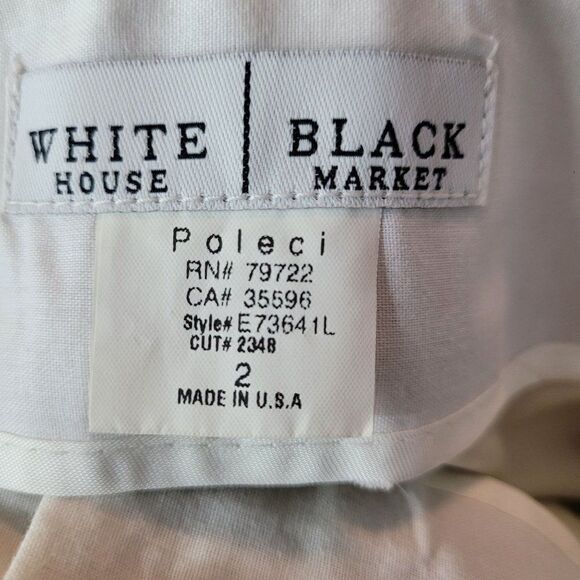 WHITE | BLACK
HOUSE MARKET
Poleci
RN# 79722
CA# 35596
Style# E73641L
CUT# 2348
2
MADE IN U.S.A